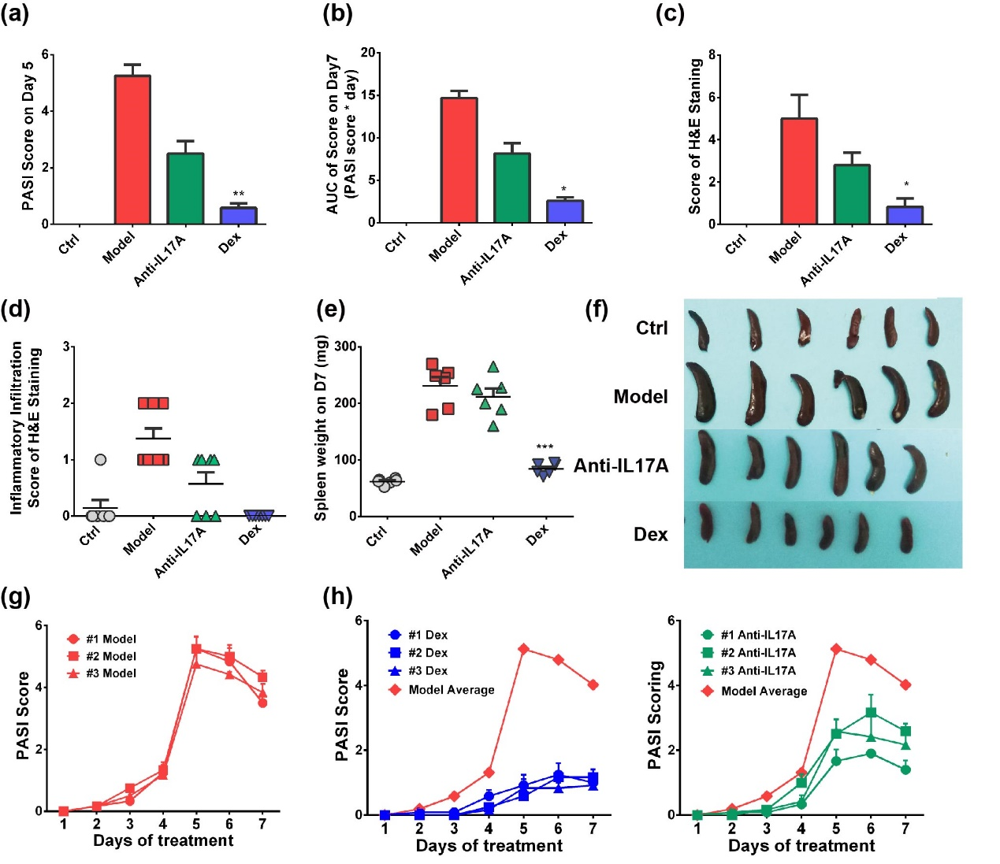 (a)
PASI Score on Day 5
6
4
2
0
**
Ctrl
Model
Anti-IL17A
Dex
(b)
AUC of Score on Day7
(PASI score * day)
20
15
10
5
0
*
Ctrl
Model
Anti-IL17A
Dex
(c)
Score of H&E Staning
8
6
4
2
0
*
Ctrl
Model
Anti-IL17A
Dex
(d)
Inflammatory Infiltration
Score of H&E Staining
3
2
1
0
Ctrl
Model
Anti-IL17A
Dex
(e)
Spleen weight on D7 (mg)
300
200
100
0
***
Ctrl
Model
Anti-IL17A
Dex
(f)
Ctrl
Model
Anti-IL17A
Dex
(g)
PASI Score
6
4
2
0
#1 Model
#2 Model
#3 Model
1 2 3 4 5 6 7
Days of treatment
(h)
PASI Score
6
4
2
0
#1 Dex
#2 Dex
#3 Dex
Model Average
1 2 3 4 5 6 7
Days of treatment
PASI Scoring
6
4
2
0
#1 Anti-IL17A
#2 Anti-IL17A
#3 Anti-IL17A
Model Average
1 2 3 4 5 6 7
Days of treatment